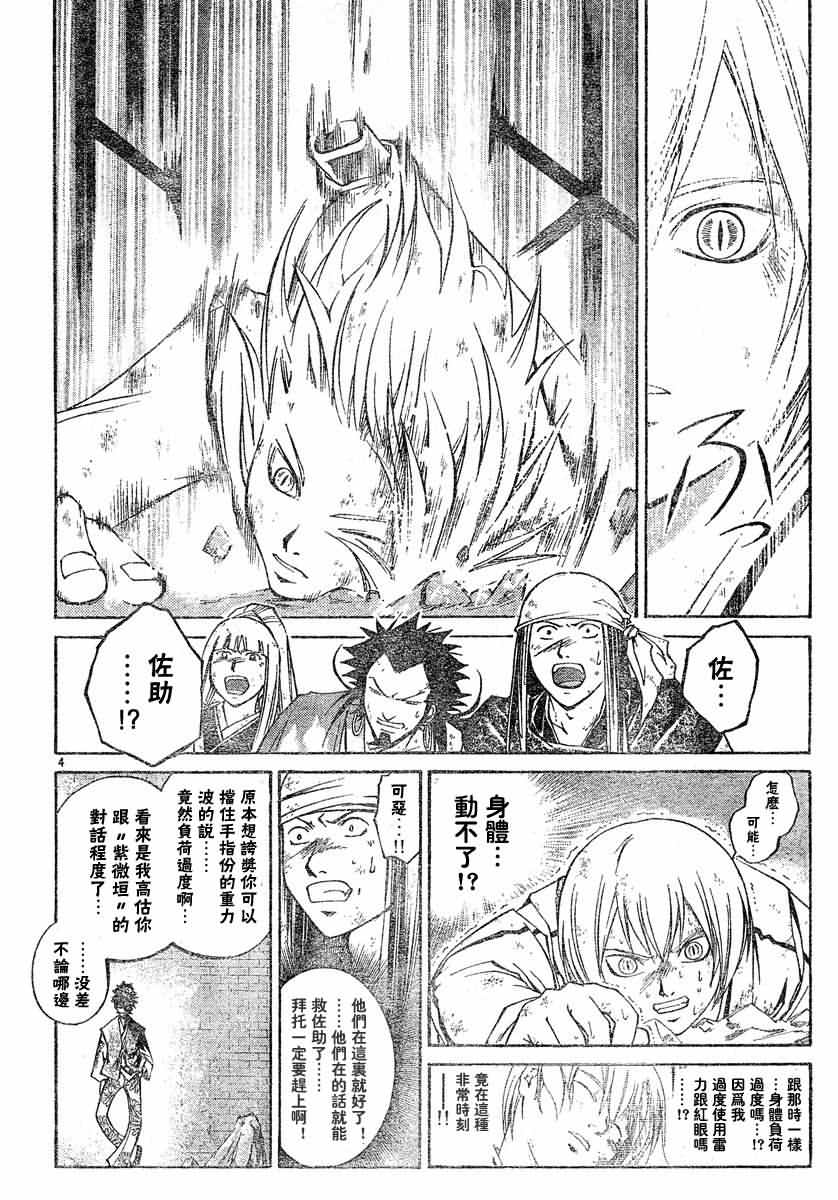 ふっ
佐…
佐助
……
!?
4
怎麼…
可能…
身體…
動不了!?
跟那時一樣
…身體負荷
過度嗎…!?
因爲我
過度使用雷
力跟紅眼嗎
……!?
竟在這種
非常時刻
——!!
可惡…!!
他們在這裏就好了!
……他們在的話就能
救佐助了……
拜托一定要趕上啊!
原本想誇獎你可以
擋住手指份的重力
波的說……
竟然負荷過度啊…
看來是我高估你
跟“紫微垣”的
對話程度了…
……没差
不論哪邊